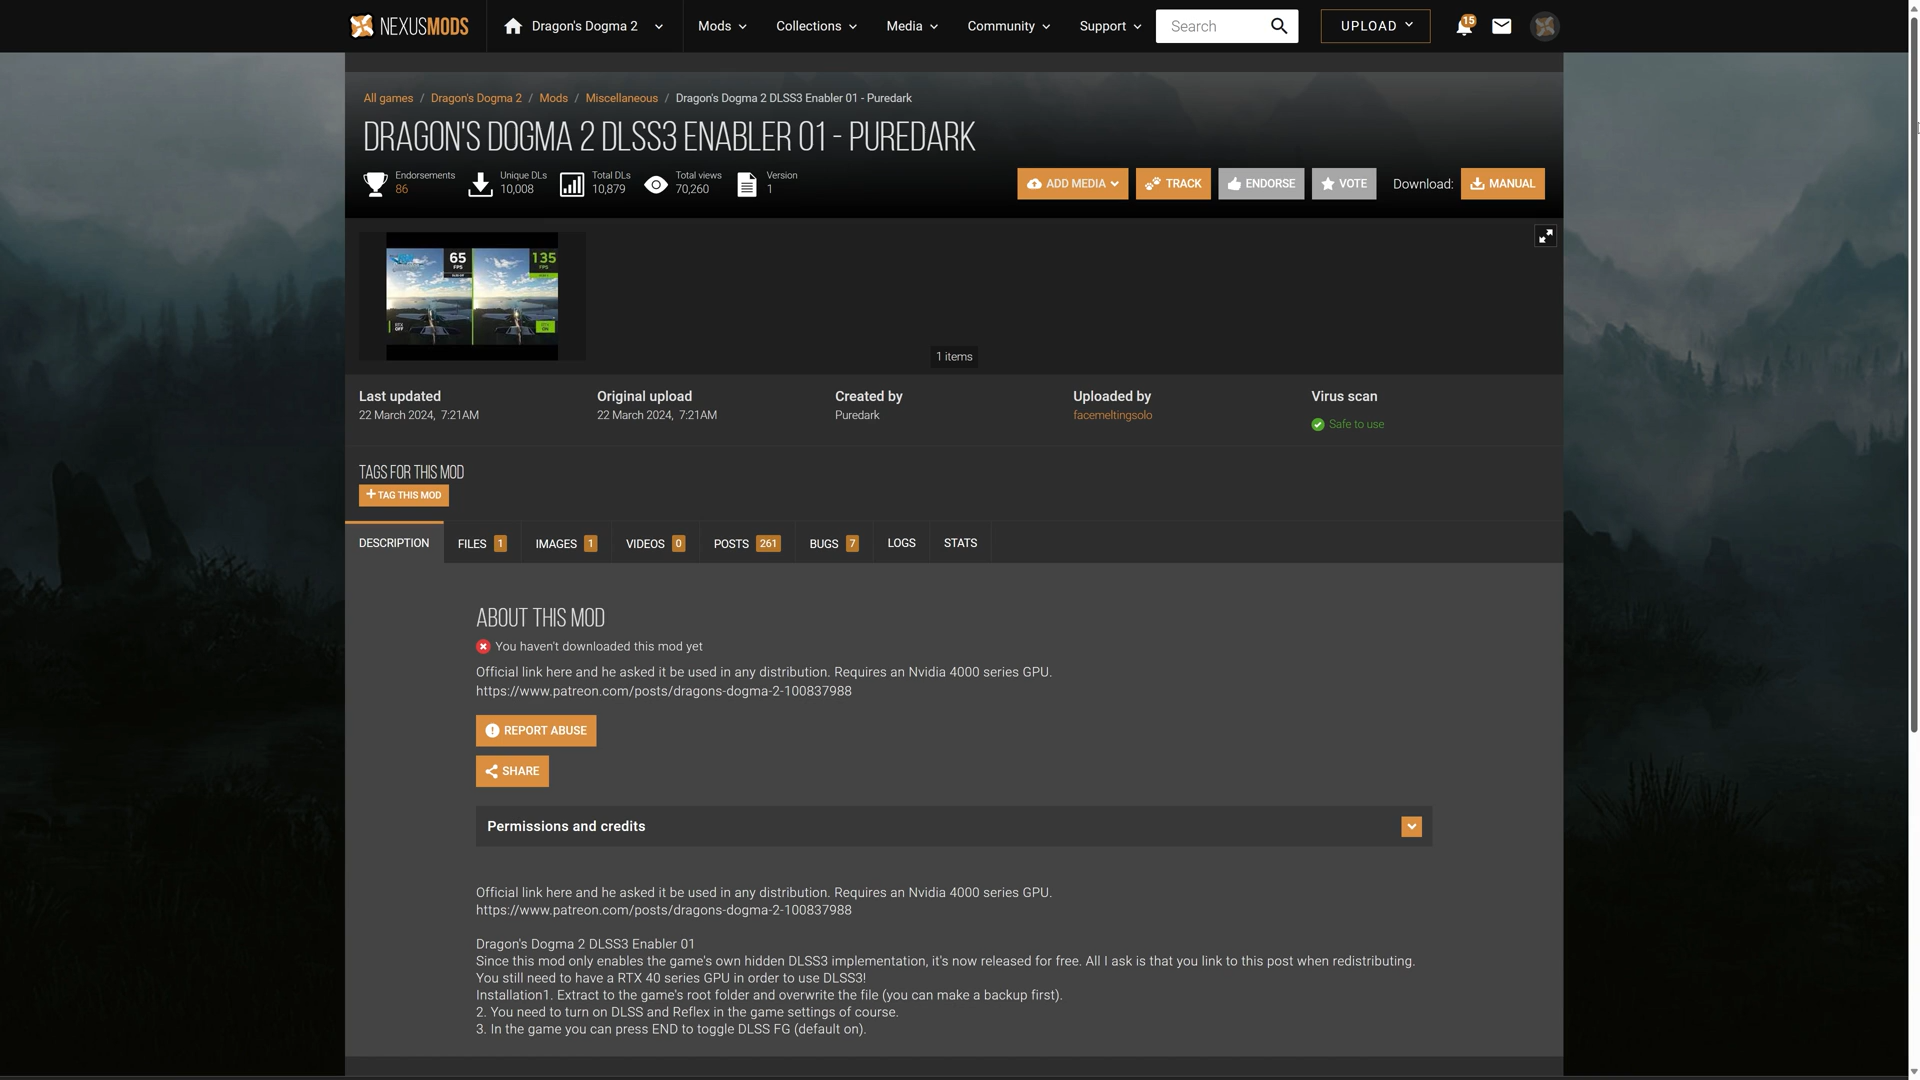 NEXUSMODS
Dragon's Dogma 2
Mods
Collections
Media
Community
Support
Search
UPLOAD
15
All games / Dragon's Dogma 2 / Mods / Miscellaneous / Dragon's Dogma 2 DLSS3 Enabler 01 - Puredark
DRAGON'S DOGMA 2 DLSS3 ENABLER 01 - PUREDARK
Endorsements
86
Unique DLs
10,008
Total DLs
10,879
Total views
70,260
Version
1
ADD MEDIA
TRACK
ENDORSE
VOTE
Download:
MANUAL
65
FPS
135
FPS
RTX
OFF
RTX
ON
1 items
Last updated
22 March 2024, 7:21AM
Original upload
22 March 2024, 7:21AM
Created by
Puredark
Uploaded by
facemeltingsolo
Virus scan
Safe to use
TAGS FOR THIS MOD
TAG THIS MOD
DESCRIPTION
FILES 1
IMAGES 1
VIDEOS 0
POSTS 261
BUGS 7
LOGS
STATS
ABOUT THIS MOD
You haven't downloaded this mod yet
Official link here and he asked it be used in any distribution. Requires an Nvidia 4000 series GPU.
https://www.patreon.com/posts/dragons-dogma-2-100837988
REPORT ABUSE
SHARE
Permissions and credits
Official link here and he asked it be used in any distribution. Requires an Nvidia 4000 series GPU.
https://www.patreon.com/posts/dragons-dogma-2-100837988
Dragon's Dogma 2 DLSS3 Enabler 01
Since this mod only enables the game's own hidden DLSS3 implementation, it's now released for free. All I ask is that you link to this post when redistributing.
You still need to have a RTX 40 series GPU in order to use DLSS3!
Installation1. Extract to the game's root folder and overwrite the file (you can make a backup first).
2. You need to turn on DLSS and Reflex in the game settings of course.
3. In the game you can press END to toggle DLSS FG (default on).